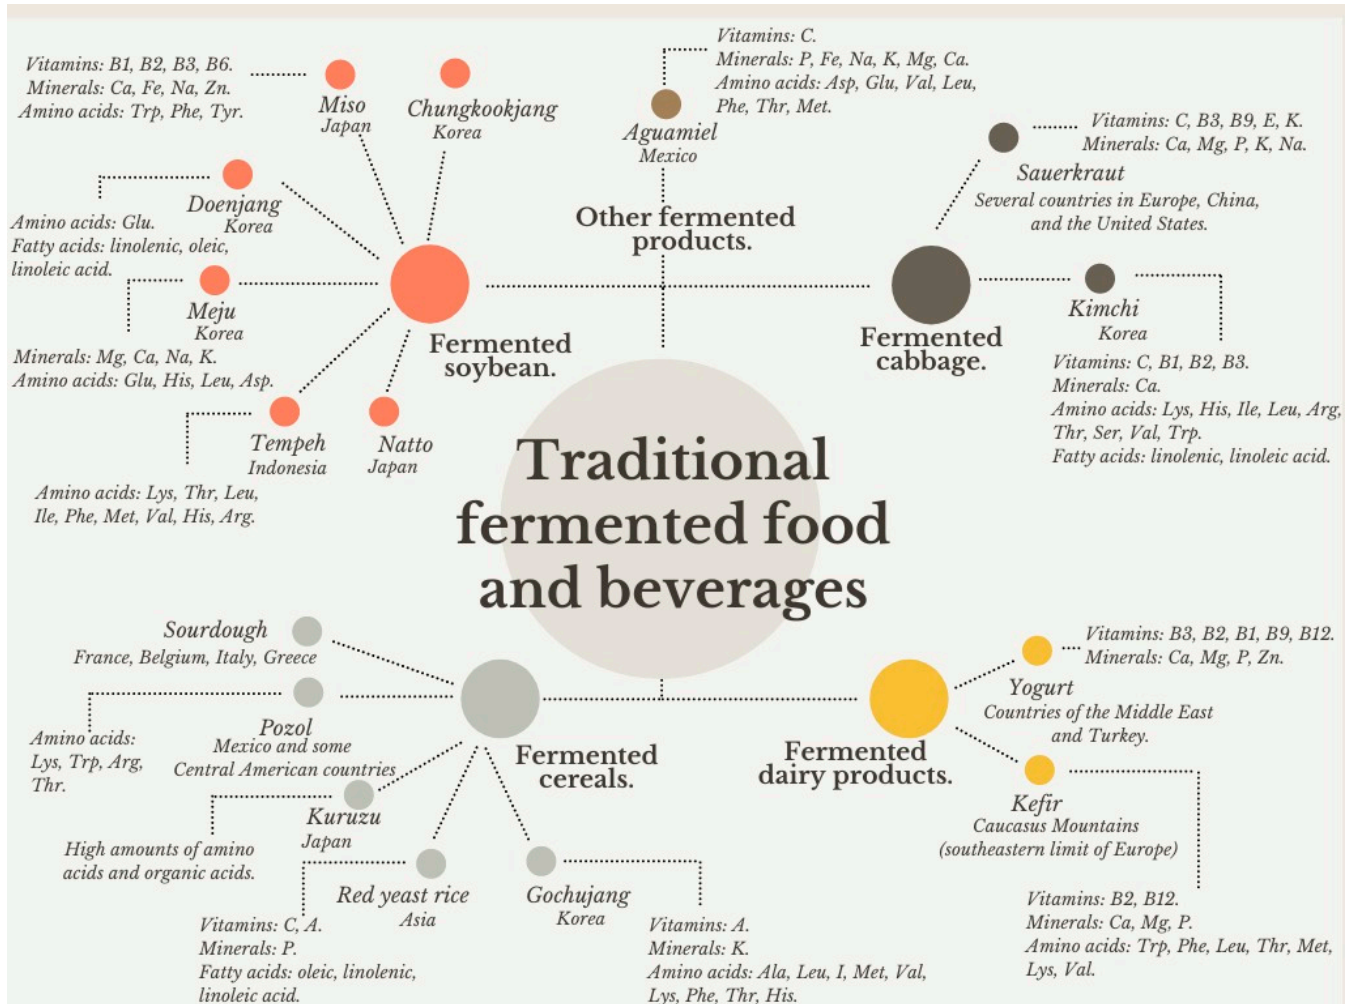 Vitamins: B1, B2, B3, B6.
Minerals: Ca, Fe, Na, Zn.
Amino acids: Trp, Phe, Tyr.
Miso
Japan
Chungkookjang
Korea
Vitamins: C.
Minerals: P, Fe, Na, K, Mg, Ca.
Amino acids: Asp, Glu, Val, Leu,
Phe, Thr, Met.
Aguamiel
Mexico
Other fermented
products.
Vitamins: C, B3, B9, E, K.
Minerals: Ca, Mg, P, K, Na.
Sauerkraut
Several countries in Europe, China,
and the United States.
Doenjang
Korea
Amino acids: Glu.
Fatty acids: linolenic, oleic,
linoleic acid.
Meju
Korea
Minerals: Mg, Ca, Na, K.
Amino acids: Glu, His, Leu, Asp.
Fermented
soybean.
Fermented
cabbage.
Kimchi
Korea
Vitamins: C, B1, B2, B3.
Minerals: Ca.
Amino acids: Lys, His, Ile, Leu, Arg,
Thr, Ser, Val, Trp.
Fatty acids: linolenic, linoleic acid.
Tempeh
Indonesia
Natto
Japan
Amino acids: Lys, Thr, Leu,
Ile, Phe, Met, Val, His, Arg.
Traditional
fermented food
and beverages
Sourdough
France, Belgium, Italy, Greece
Pozol
Mexico and some
Central American countries
Amino acids:
Lys, Trp, Arg,
Thr.
Fermented
cereals.
Kuruzu
Japan
High amounts of amino
acids and organic acids.
Red yeast rice
Asia
Vitamins: C, A.
Minerals: P.
Fatty acids: oleic, linolenic,
linoleic acid.
Gochujang
Korea
Vitamins: A.
Minerals: K.
Amino acids: Ala, Leu, I, Met, Val,
Lys, Phe, Thr, His.
Fermented
dairy products.
Vitamins: B3, B2, B1, B9, B12.
Minerals: Ca, Mg, P, Zn.
Yogurt
Countries of the Middle East
and Turkey.
Kefir
Caucasus Mountains
(southeastern limit of Europe)
Vitamins: B2, B12.
Minerals: Ca, Mg, P.
Amino acids: Trp, Phe, Leu, Thr, Met,
Lys, Val.